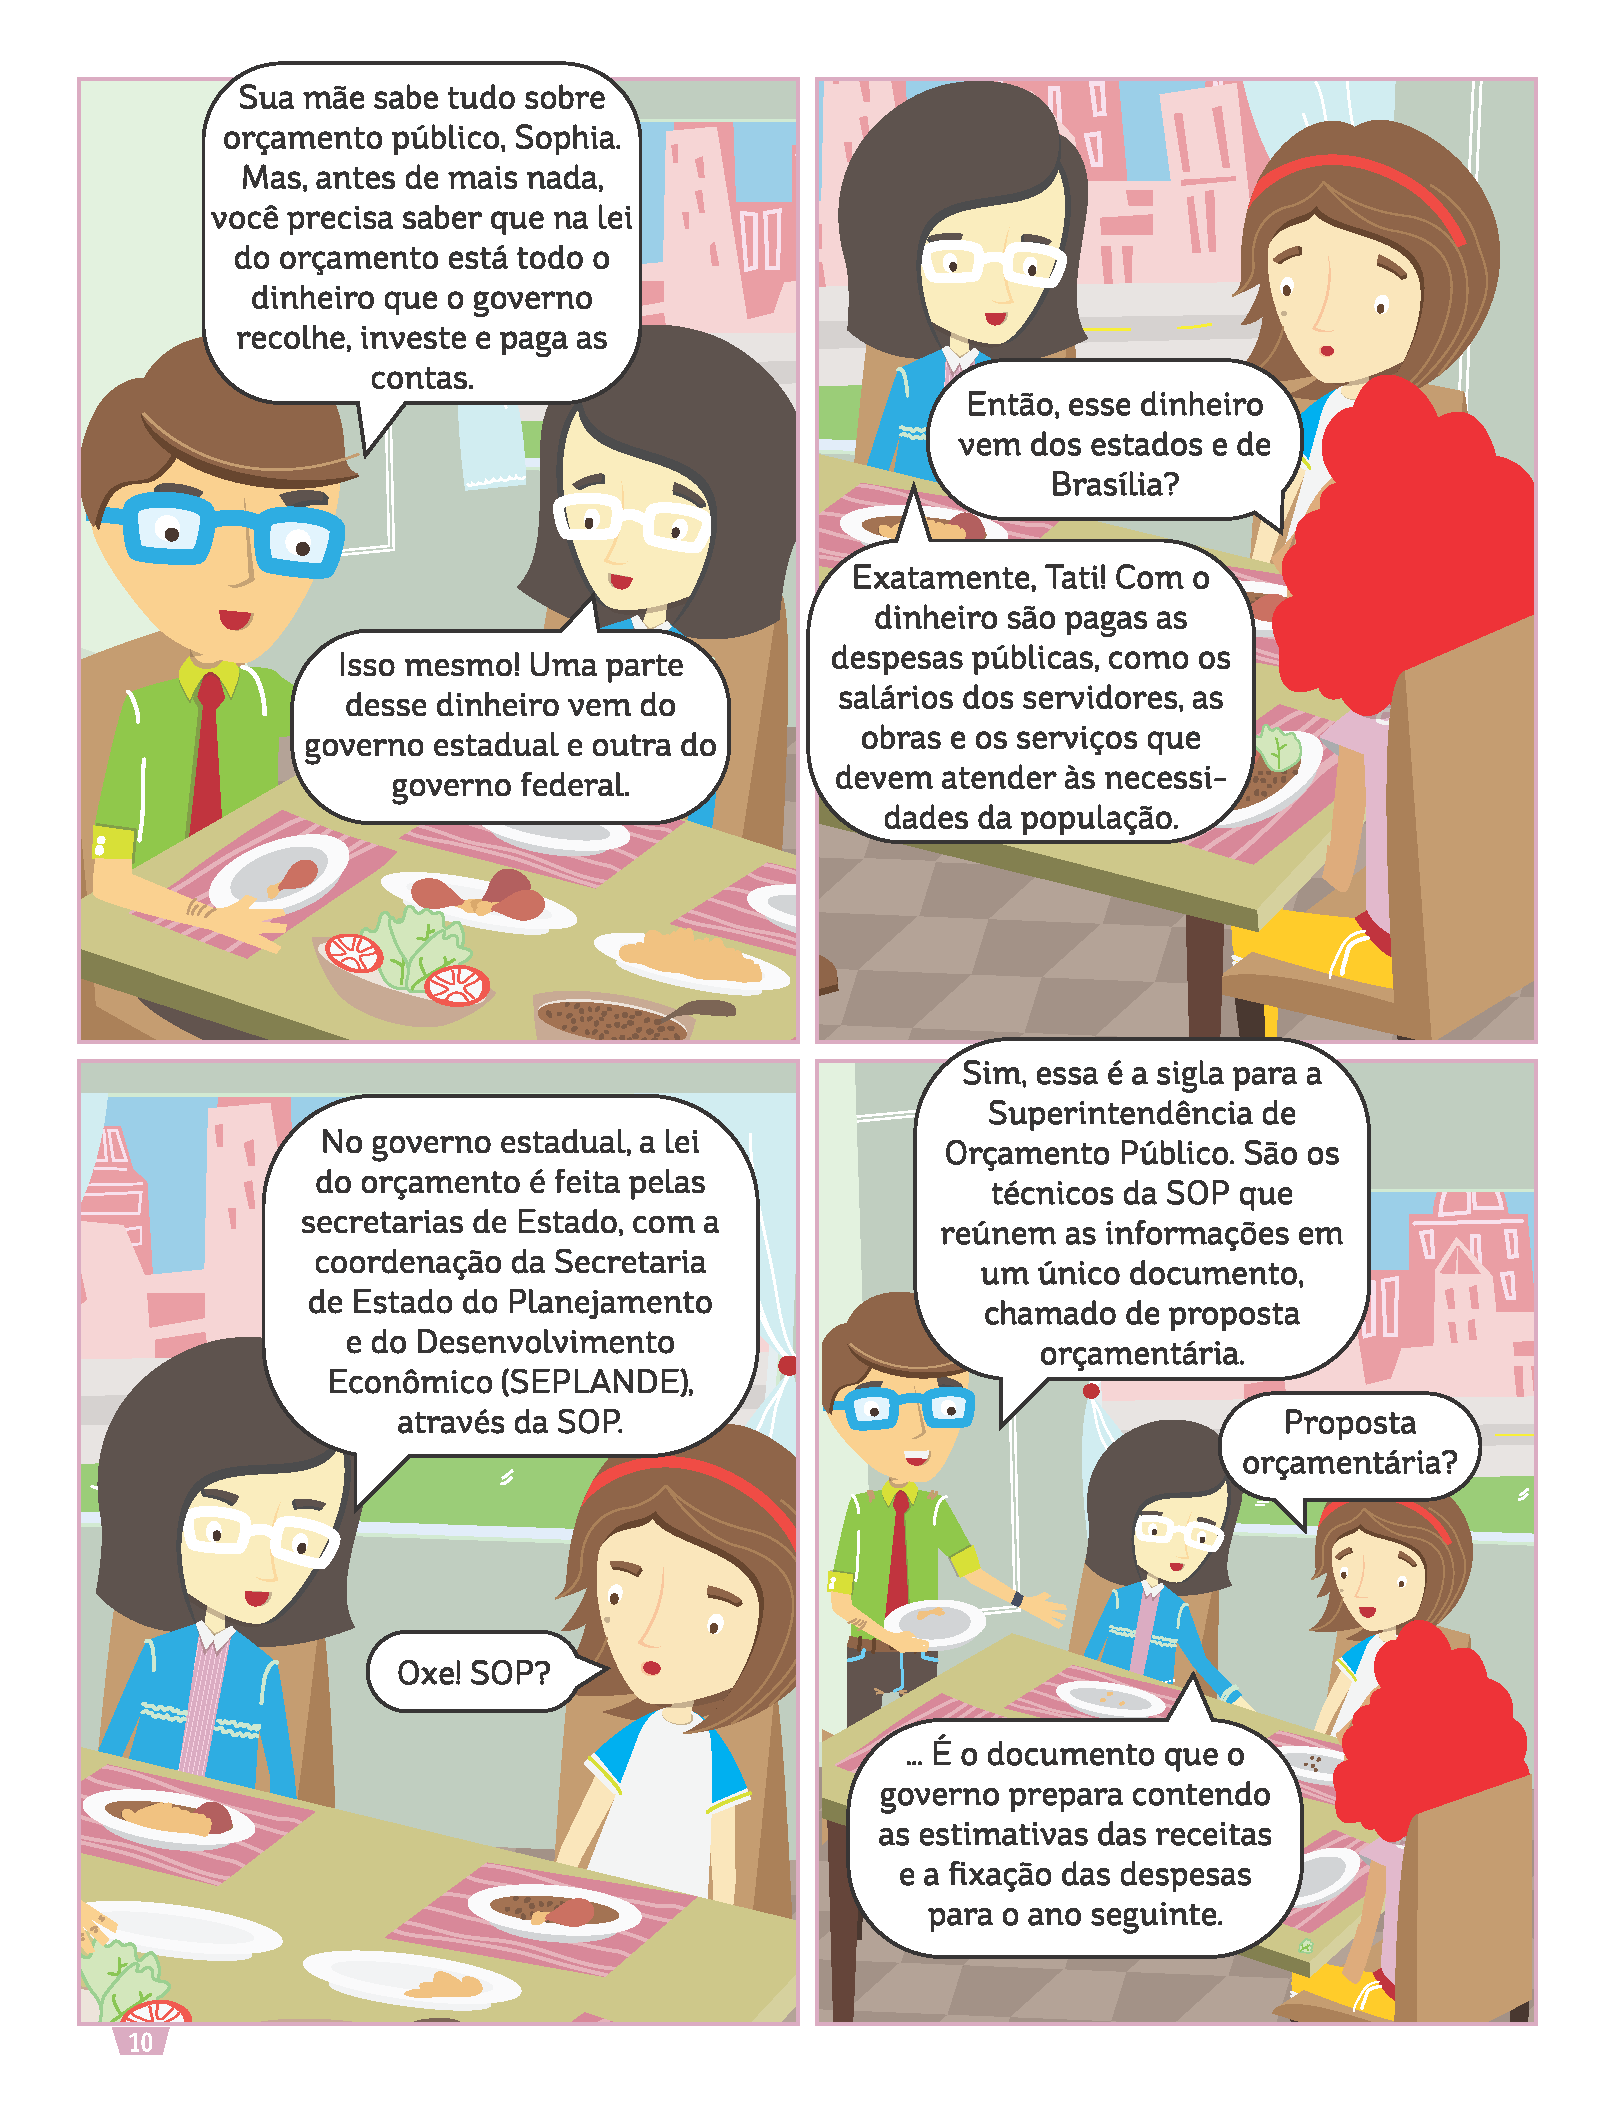 Sua mãe sabe tudo sobre
orçamento público, Sophia.
Mas, antes de mais nada,
você precisa saber que na lei
do orçamento está todo o
dinheiro que o governo
recolhe, investe e paga as
contas.
Isso mesmo! Uma parte
desse dinheiro vem do
governo estadual e outra do
governo federal.
Então, esse dinheiro
vem dos estados e de
Brasília?
Exatamente, Tati! Com o
dinheiro são pagas as
despesas públicas, como os
salários dos servidores, as
obras e os serviços que
devem atender às necessi-
dades da população.
No governo estadual, a lei
do orçamento é feita pelas
secretarias de Estado, com a
coordenação da Secretaria
de Estado do Planejamento
e do Desenvolvimento
Econômico (SEPLANDE),
através da SOP.
Oxe! SOP?
Sim, essa é a sigla para a
Superintendência de
Orçamento Público. São os
técnicos da SOP que
reúnem as informações em
um único documento,
chamado de proposta
orçamentária.
Proposta
orçamentária?
... É o documento que o
governo prepara contendo
as estimativas das receitas
e a fixação das despesas
para o ano seguinte.
10